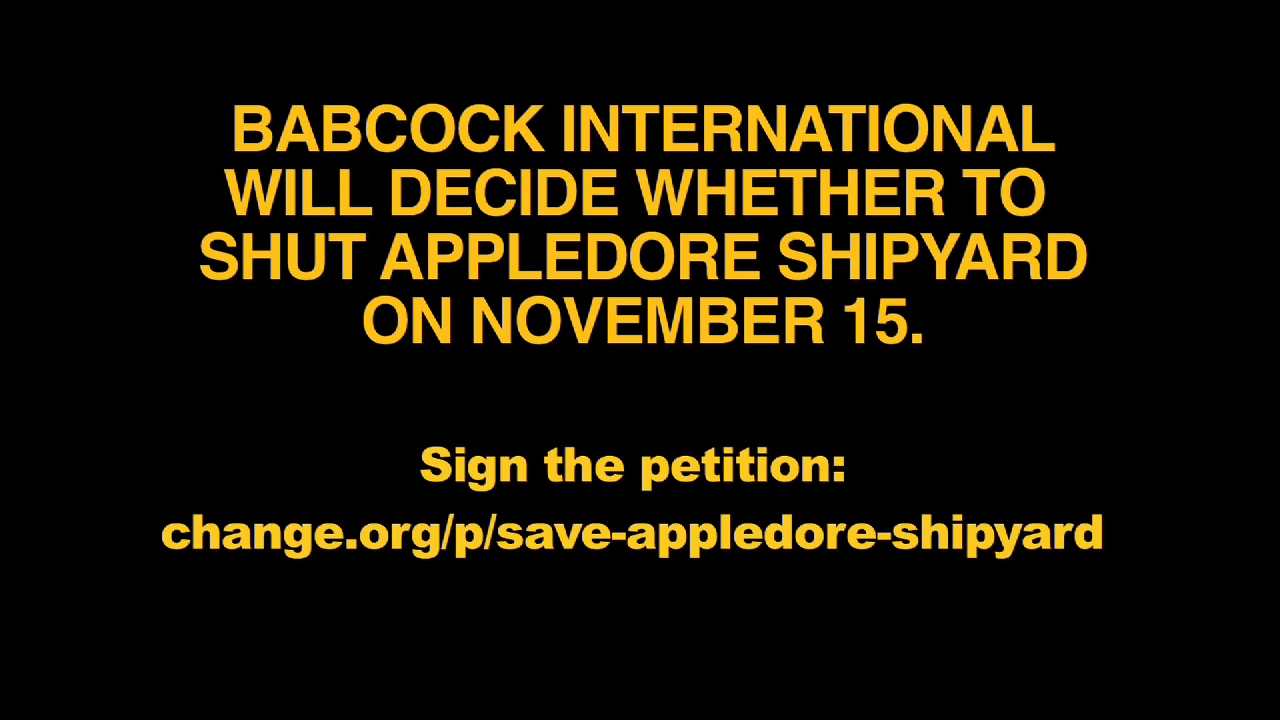 BABCOCK INTERNATIONAL
WILL DECIDE WHETHER TO
SHUT APPLEDORE SHIPYARD
ON NOVEMBER 15.
Sign the petition:
change.org/p/save-appledore-shipyard